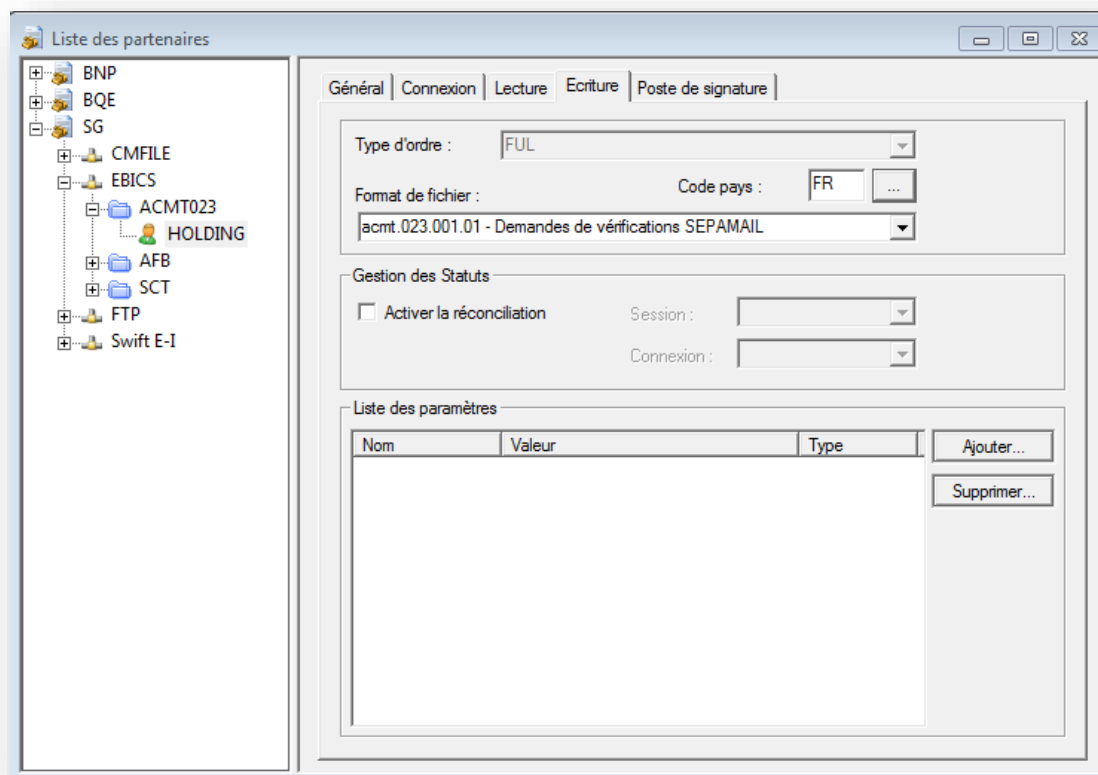 Liste des partenaires
BNP
BQE
SG
CMFILE
EBICS
ACMT023
HOLDING
AFB
SCT
FTP
Swift E-I
Général Connexion Lecture Ecriture Poste de signature
Type d'ordre : FUL
Code pays : FR ...
Format de fichier :
acmt.023.001.01 - Demandes de vérifications SEPAMAIL
Gestion des Statuts
Activer la réconciliation Session :
Connexion :
Liste des paramètres
Nom Valeur Type Ajouter...
Supprimer...